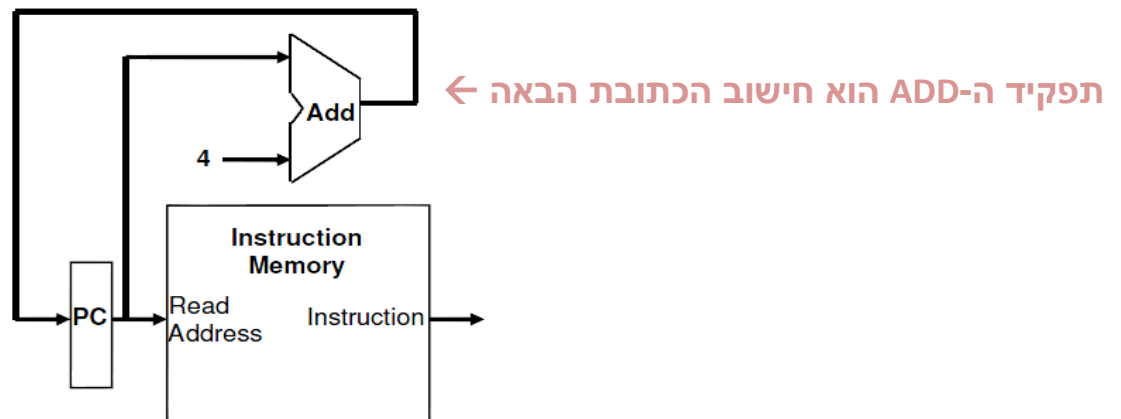 Add
תפקיד ה-ADD הוא חישוב הכתובת הבאה ←
4
Instruction
Memory
PC
Read
Address
Instruction